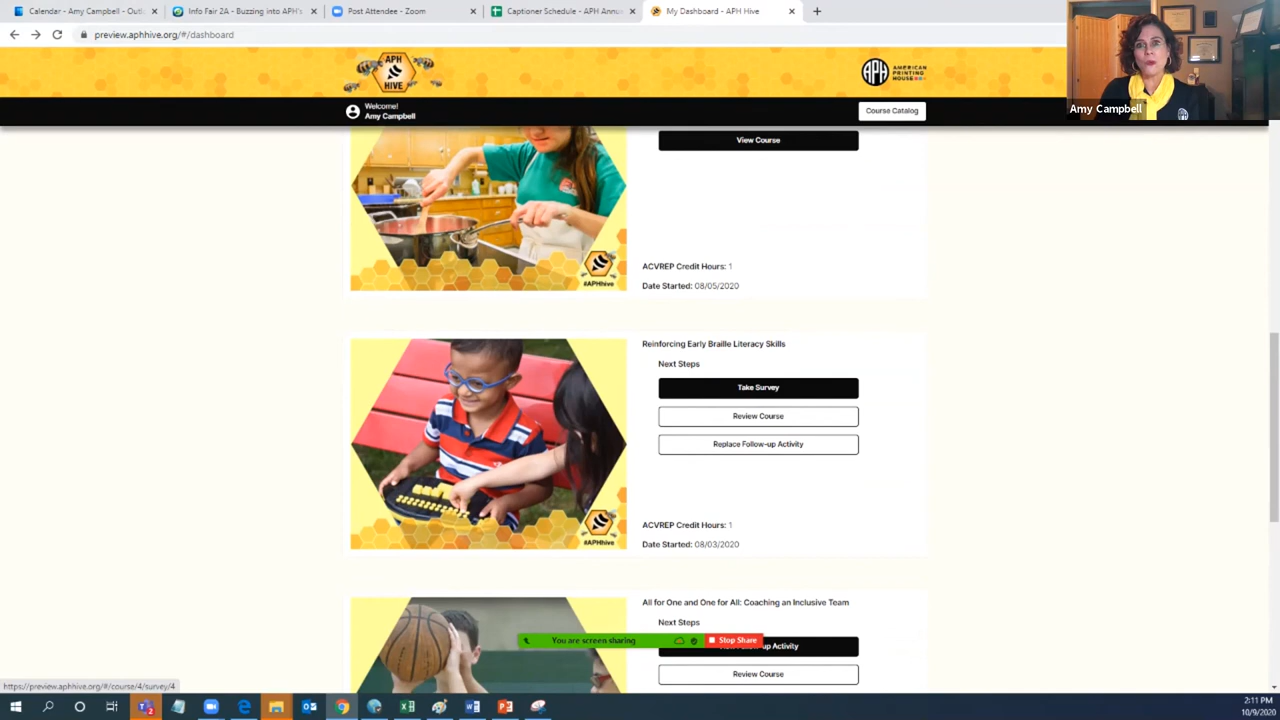 Calendar - Amy Campbell - Outl
Info Fair 2A - Buzzing into APH's
Post Attendee - Zoom
Captioner Schedule - APH Annu
My Dashboard - APH Hive
preview.aphhive.org/#/dashboard
APH
HIVE
APH
AMERICAN
PRINTING
HOUSE
Amy Campbell
Welcome!
Amy Campbell
Course Catalog
View Course
ACVREP Credit Hours: 1
Date Started: 08/05/2020
#APHhive
Reinforcing Early Braille Literacy Skills
Next Steps
Take Survey
Review Course
Replace Follow-up Activity
ACVREP Credit Hours: 1
Date Started: 08/03/2020
#APHhive
All for One and One for All: Coaching an Inclusive Team
Next Steps
You are screen sharing
Stop Share
up Activity
Review Course
https://preview.aphhive.org/#/course/4/survey/4
2:11 PM
10/9/2020